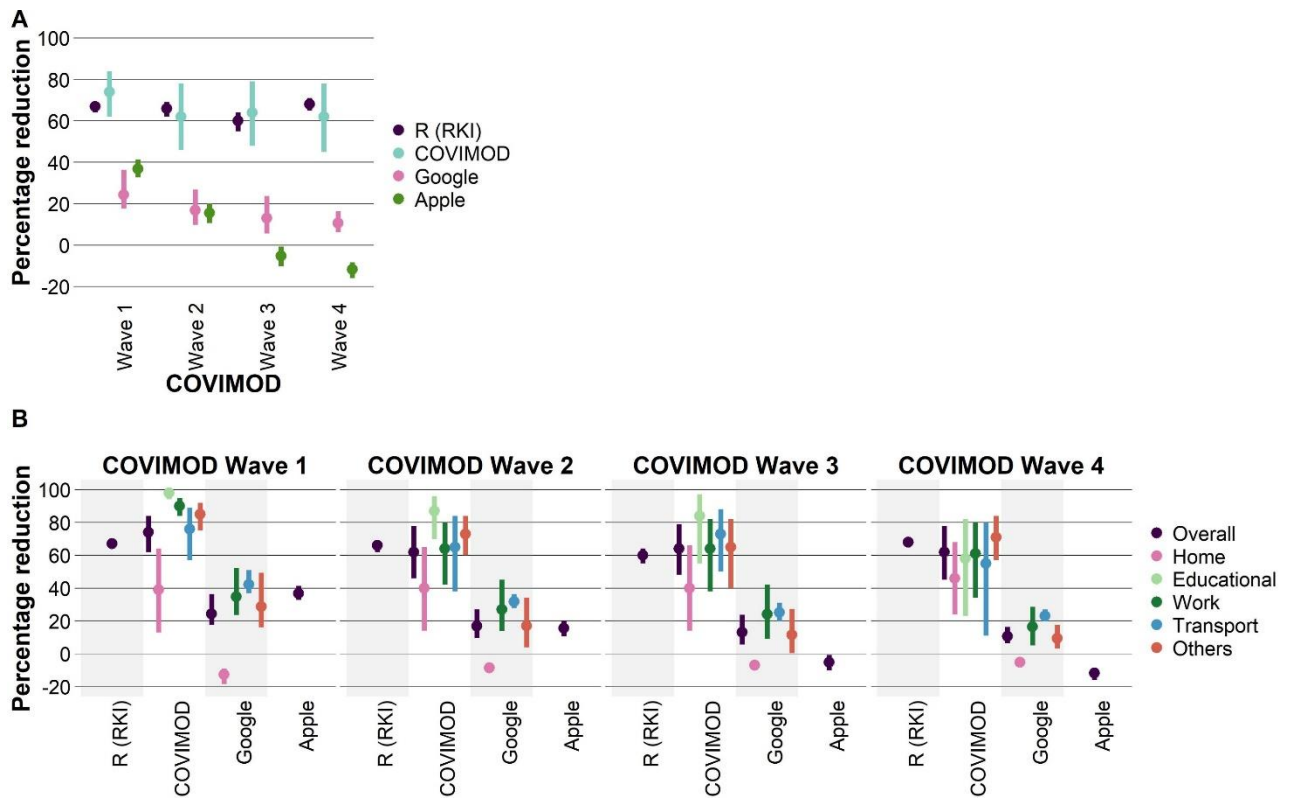 A
Percentage reduction
100
80
60
40
20
0
-20
Wave 1
Wave 2
Wave 3
Wave 4
COVIMOD
R (RKI)
COVIMOD
Google
Apple
B
Percentage reduction
COVIMOD Wave 1
COVIMOD Wave 2
COVIMOD Wave 3
COVIMOD Wave 4
100
80
60
40
20
0
-20
R (RKI)
COVIMOD
Google
Apple
R (RKI)
COVIMOD
Google
Apple
R (RKI)
COVIMOD
Google
Apple
R (RKI)
COVIMOD
Google
Apple
Overall
Home
Educational
Work
Transport
Others